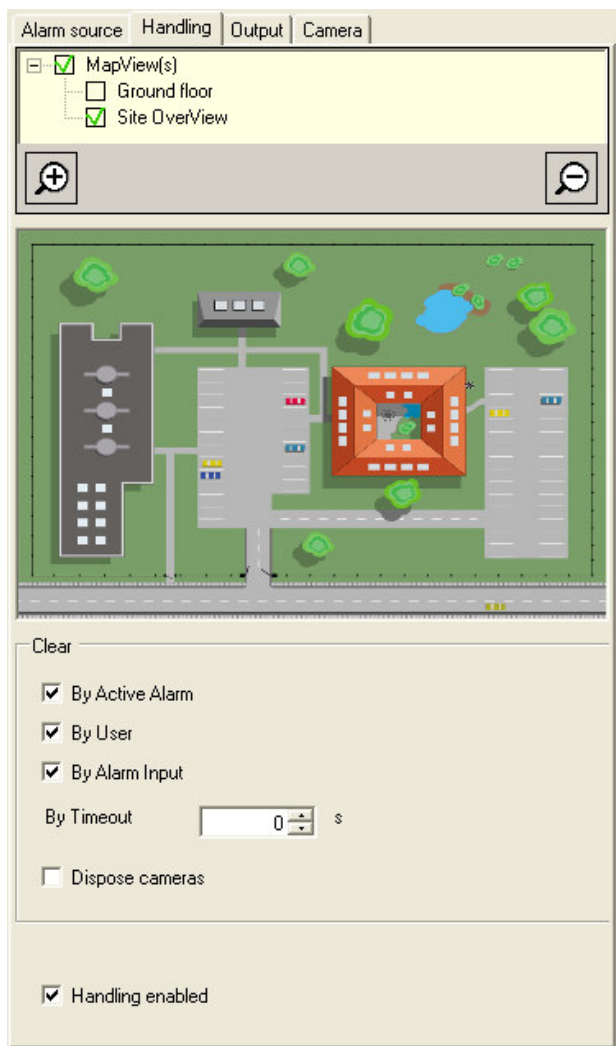 Alarm source Handling Output Camera
MapView(s)
Ground floor
Site OverView
Clear
By Active Alarm
By User
By Alarm Input
By Timeout 0 s
Dispose cameras
Handling enabled